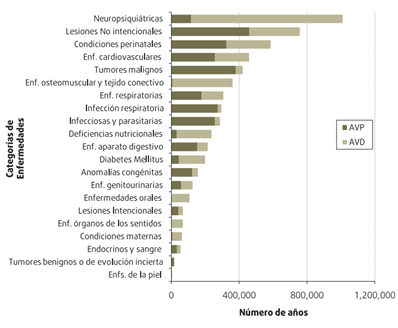 Categorías de
Enfermedades
Neuropsiquiátricas
Lesiones No intencionales
Condiciones perinatales
Enf. cardiovasculares
Tumores malignos
Enf. osteomuscular y tejido conectivo
Enf. respiratorias
Infección respiratoria
Infecciosas y parasitarias
Deficiencias nutricionales
Enf. aparato digestivo
Diabetes Mellitus
Anomalías congénitas
Enf. genitourinarias
Enfermedades orales
Lesiones Intencionales
Enf. órganos de los sentidos
Condiciones maternas
Endocrinos y sangre
Tumores benignos o de evolución incierta
Enfs. de la piel
AVP
AVD
0 400,000 800,000 1,200,000
Número de años